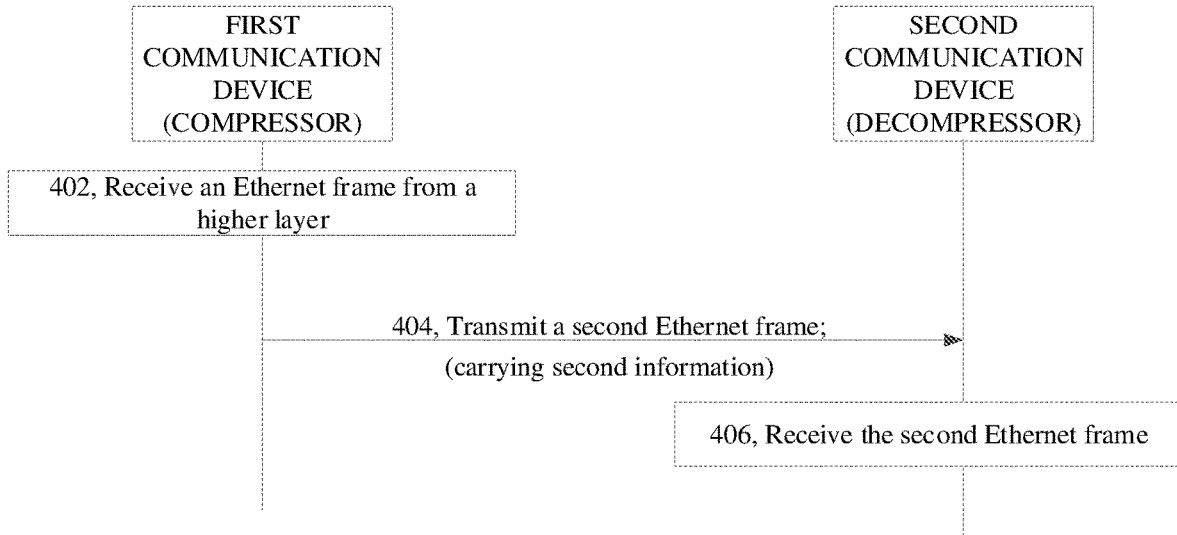 FIRST
COMMUNICATION
DEVICE
(COMPRESSOR)
SECOND
COMMUNICATION
DEVICE
(DECOMPRESSOR)
402, Receive an Ethernet frame from a
higher layer
404, Transmit a second Ethernet frame;
(carrying second information)
406, Receive the second Ethernet frame